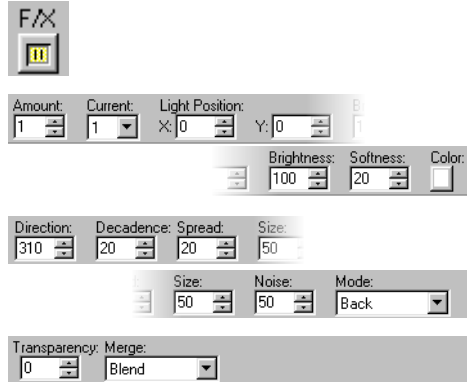 F/X
Amount: Current: Light Position:
1 1 X: 0 Y: 0
Brightness: Softness: Color:
100 20
Direction: Decadence: Spread: Size:
310 20 20 50
Size: Noise: Mode:
50 50 Back
Transparency: Merge:
0 Blend